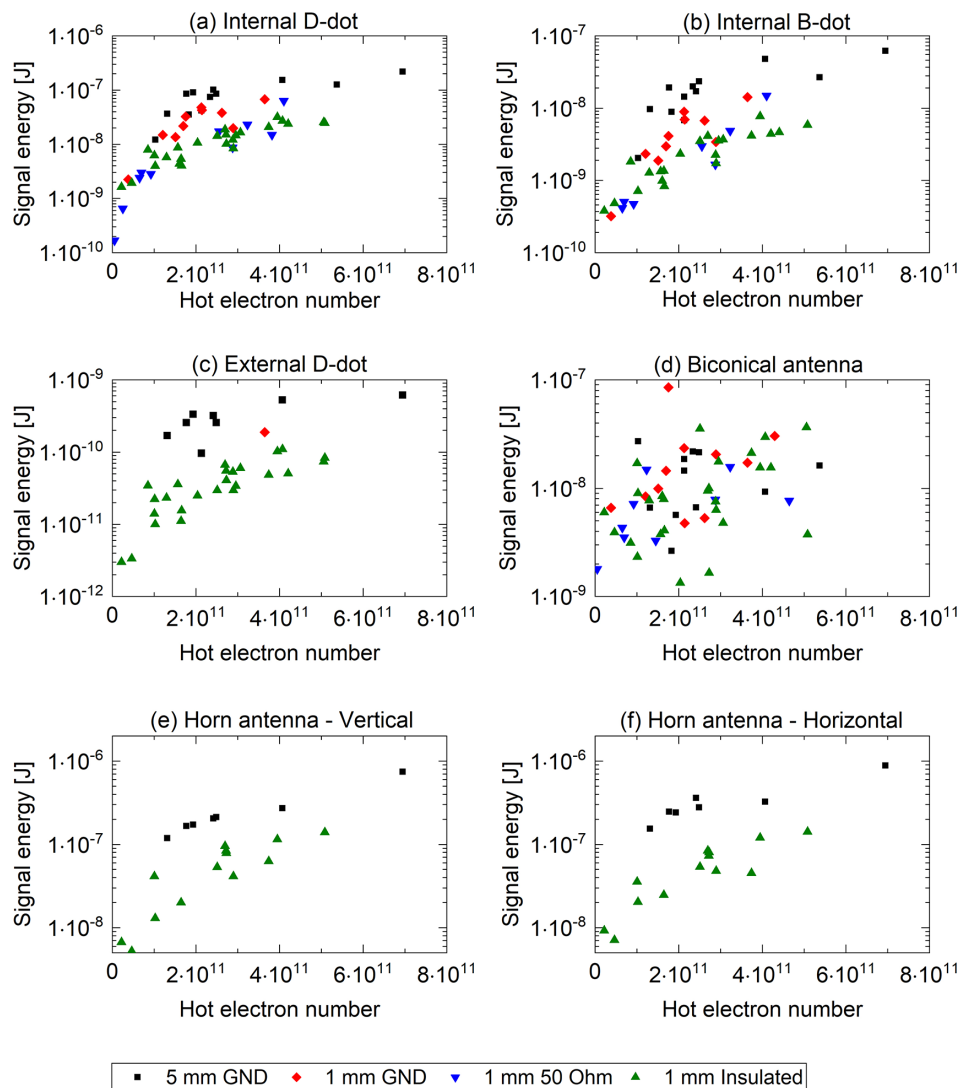 (a) Internal D-dot
Signal energy [J]
1·10⁻⁶
1·10⁻⁷
1·10⁻⁸
1·10⁻⁹
1·10⁻¹⁰
0 2·10¹¹ 4·10¹¹ 6·10¹¹ 8·10¹¹
Hot electron number
(b) Internal B-dot
Signal energy [J]
1·10⁻⁷
1·10⁻⁸
1·10⁻⁹
1·10⁻¹⁰
0 2·10¹¹ 4·10¹¹ 6·10¹¹ 8·10¹¹
Hot electron number
(c) External D-dot
Signal energy [J]
1·10⁻⁹
1·10⁻¹⁰
1·10⁻¹¹
1·10⁻¹²
0 2·10¹¹ 4·10¹¹ 6·10¹¹ 8·10¹¹
Hot electron number
(d) Biconical antenna
Signal energy [J]
1·10⁻⁷
1·10⁻⁸
1·10⁻⁹
0 2·10¹¹ 4·10¹¹ 6·10¹¹ 8·10¹¹
Hot electron number
(e) Horn antenna - Vertical
Signal energy [J]
1·10⁻⁶
1·10⁻⁷
1·10⁻⁸
0 2·10¹¹ 4·10¹¹ 6·10¹¹ 8·10¹¹
Hot electron number
(f) Horn antenna - Horizontal
Signal energy [J]
1·10⁻⁶
1·10⁻⁷
1·10⁻⁸
0 2·10¹¹ 4·10¹¹ 6·10¹¹ 8·10¹¹
Hot electron number
5 mm GND 1 mm GND 1 mm 50 Ohm 1 mm Insulated